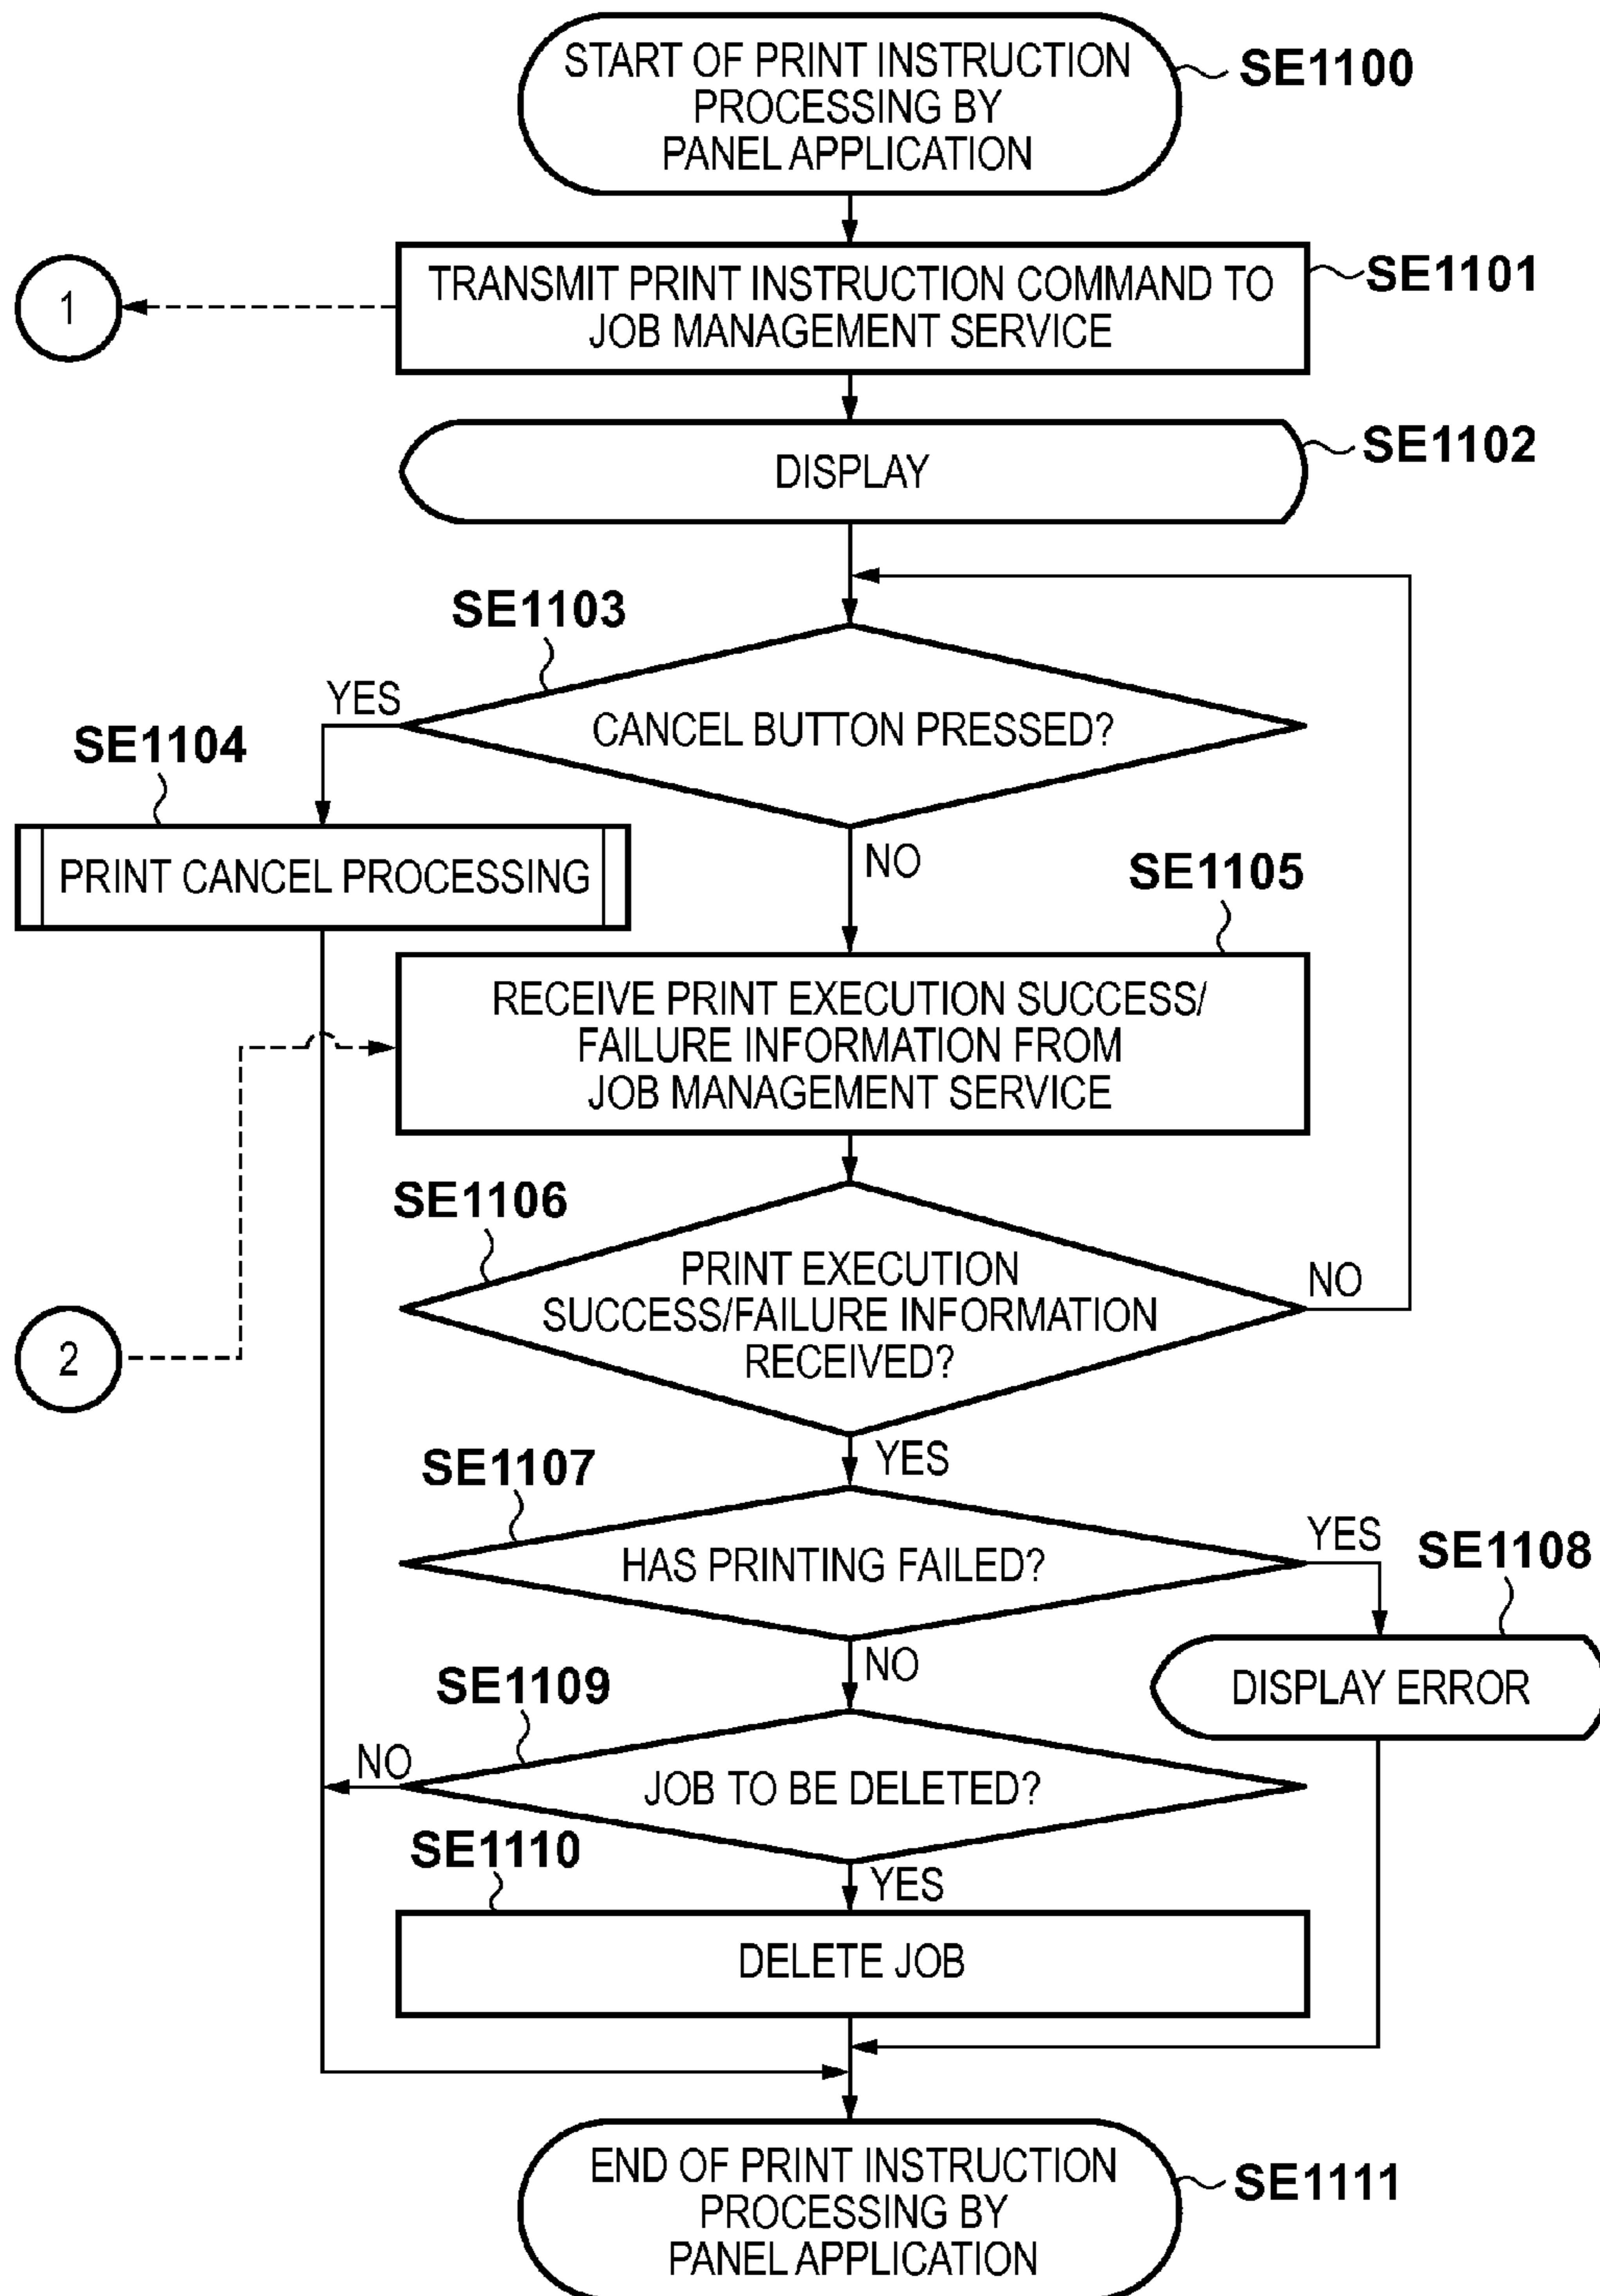 START OF PRINT INSTRUCTION
PROCESSING BY
PANEL APPLICATION
SE1100
TRANSMIT PRINT INSTRUCTION COMMAND TO
JOB MANAGEMENT SERVICE
SE1101
1
DISPLAY
SE1102
SE1103
YES
CANCEL BUTTON PRESSED?
SE1104
NO
PRINT CANCEL PROCESSING
SE1105
RECEIVE PRINT EXECUTION SUCCESS/
FAILURE INFORMATION FROM
JOB MANAGEMENT SERVICE
SE1106
PRINT EXECUTION
SUCCESS/FAILURE INFORMATION
RECEIVED?
NO
2
YES
SE1107
HAS PRINTING FAILED?
YES
SE1108
NO
DISPLAY ERROR
SE1109
NO
JOB TO BE DELETED?
SE1110
YES
DELETE JOB
END OF PRINT INSTRUCTION
PROCESSING BY
PANEL APPLICATION
SE1111